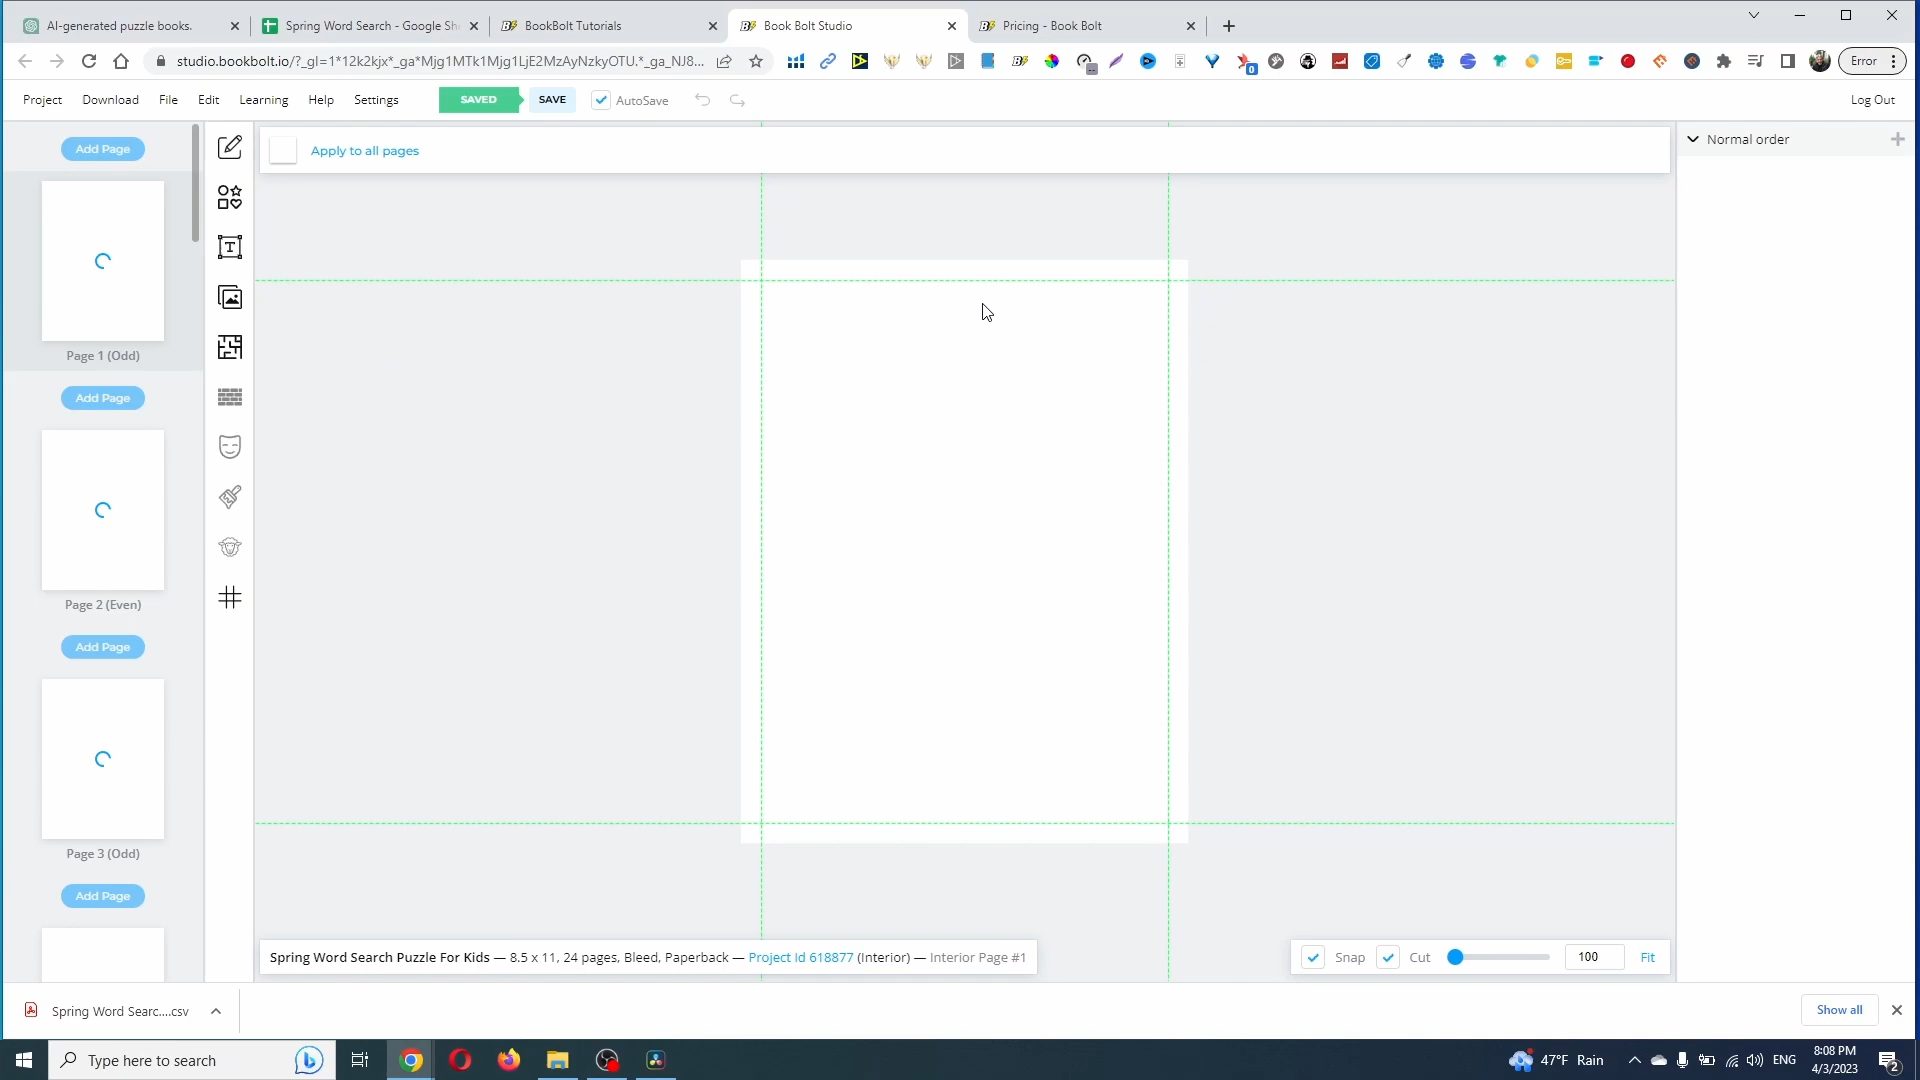 AI-generated puzzle books.
Spring Word Search - Google Sh
BookBolt Tutorials
Book Bolt Studio
Pricing - Book Bolt
studio.bookbolt.io/?_gl=1*12k2kjx*_ga*Mjg1MTk1Mjg1LjE2MzAyNzkyOTU.*_ga_NJ8...
Error
Project
Download
File
Edit
Learning
Help
Settings
SAVED
SAVE
AutoSave
Log Out
Add Page
Apply to all pages
Normal order
Page 1 (Odd)
Add Page
Page 2 (Even)
Add Page
Page 3 (Odd)
Add Page
Spring Word Search Puzzle For Kids — 8.5 x 11, 24 pages, Bleed, Paperback — Project Id 618877 (Interior) — Interior Page #1
Snap
Cut
100
Fit
Spring Word Searc....csv
Show all
Type here to search
47°F Rain
ENG
8:08 PM
4/3/2023
2